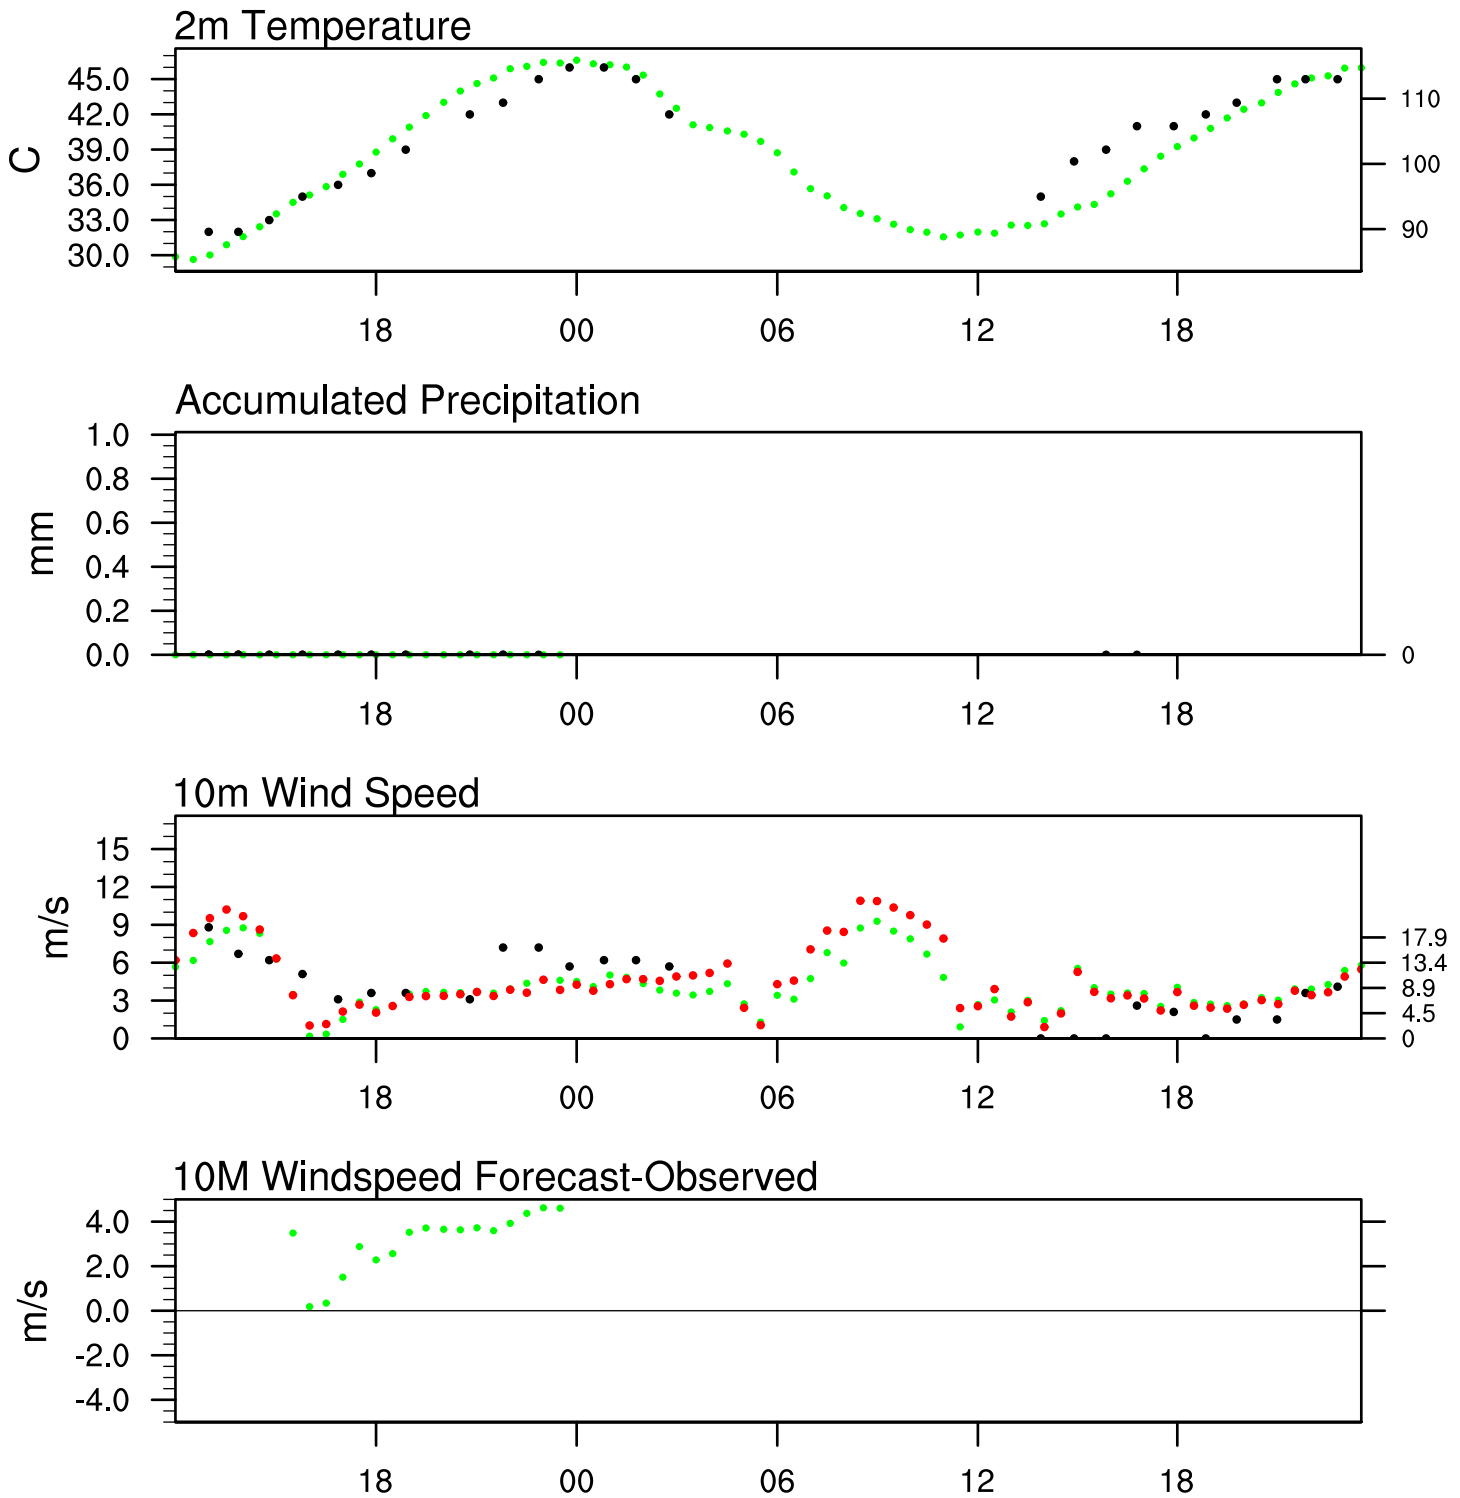 2m Temperature
45.0
42.0
39.0
36.0
33.0
30.0
C
110
100
90
18 00 06 12 18
Accumulated Precipitation
1.0
0.8
0.6
0.4
0.2
0.0
mm
0
18 00 06 12 18
10m Wind Speed
15
12
9
6
3
0
m/s
17.9
13.4
8.9
4.5
0
18 00 06 12 18
10M Windspeed Forecast-Observed
4.0
2.0
0.0
-2.0
-4.0
m/s
18 00 06 12 18